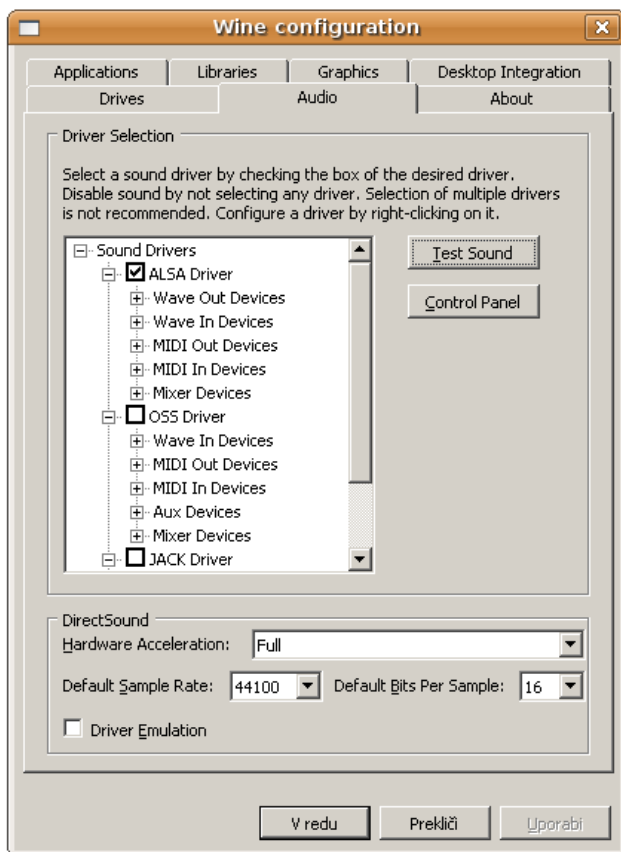 Wine configuration
Applications Libraries Graphics Desktop Integration
Drives Audio About
Driver Selection
Select a sound driver by checking the box of the desired driver.
Disable sound by not selecting any driver. Selection of multiple drivers
is not recommended. Configure a driver by right-clicking on it.
Sound Drivers
Test Sound
ALSA Driver
Wave Out Devices
Control Panel
Wave In Devices
MIDI Out Devices
MIDI In Devices
Mixer Devices
OSS Driver
Wave In Devices
MIDI Out Devices
MIDI In Devices
Aux Devices
Mixer Devices
JACK Driver
DirectSound
Hardware Acceleration: Full
Default Sample Rate: 44100 Default Bits Per Sample: 16
Driver Emulation
V redu Prekliči Uporabi